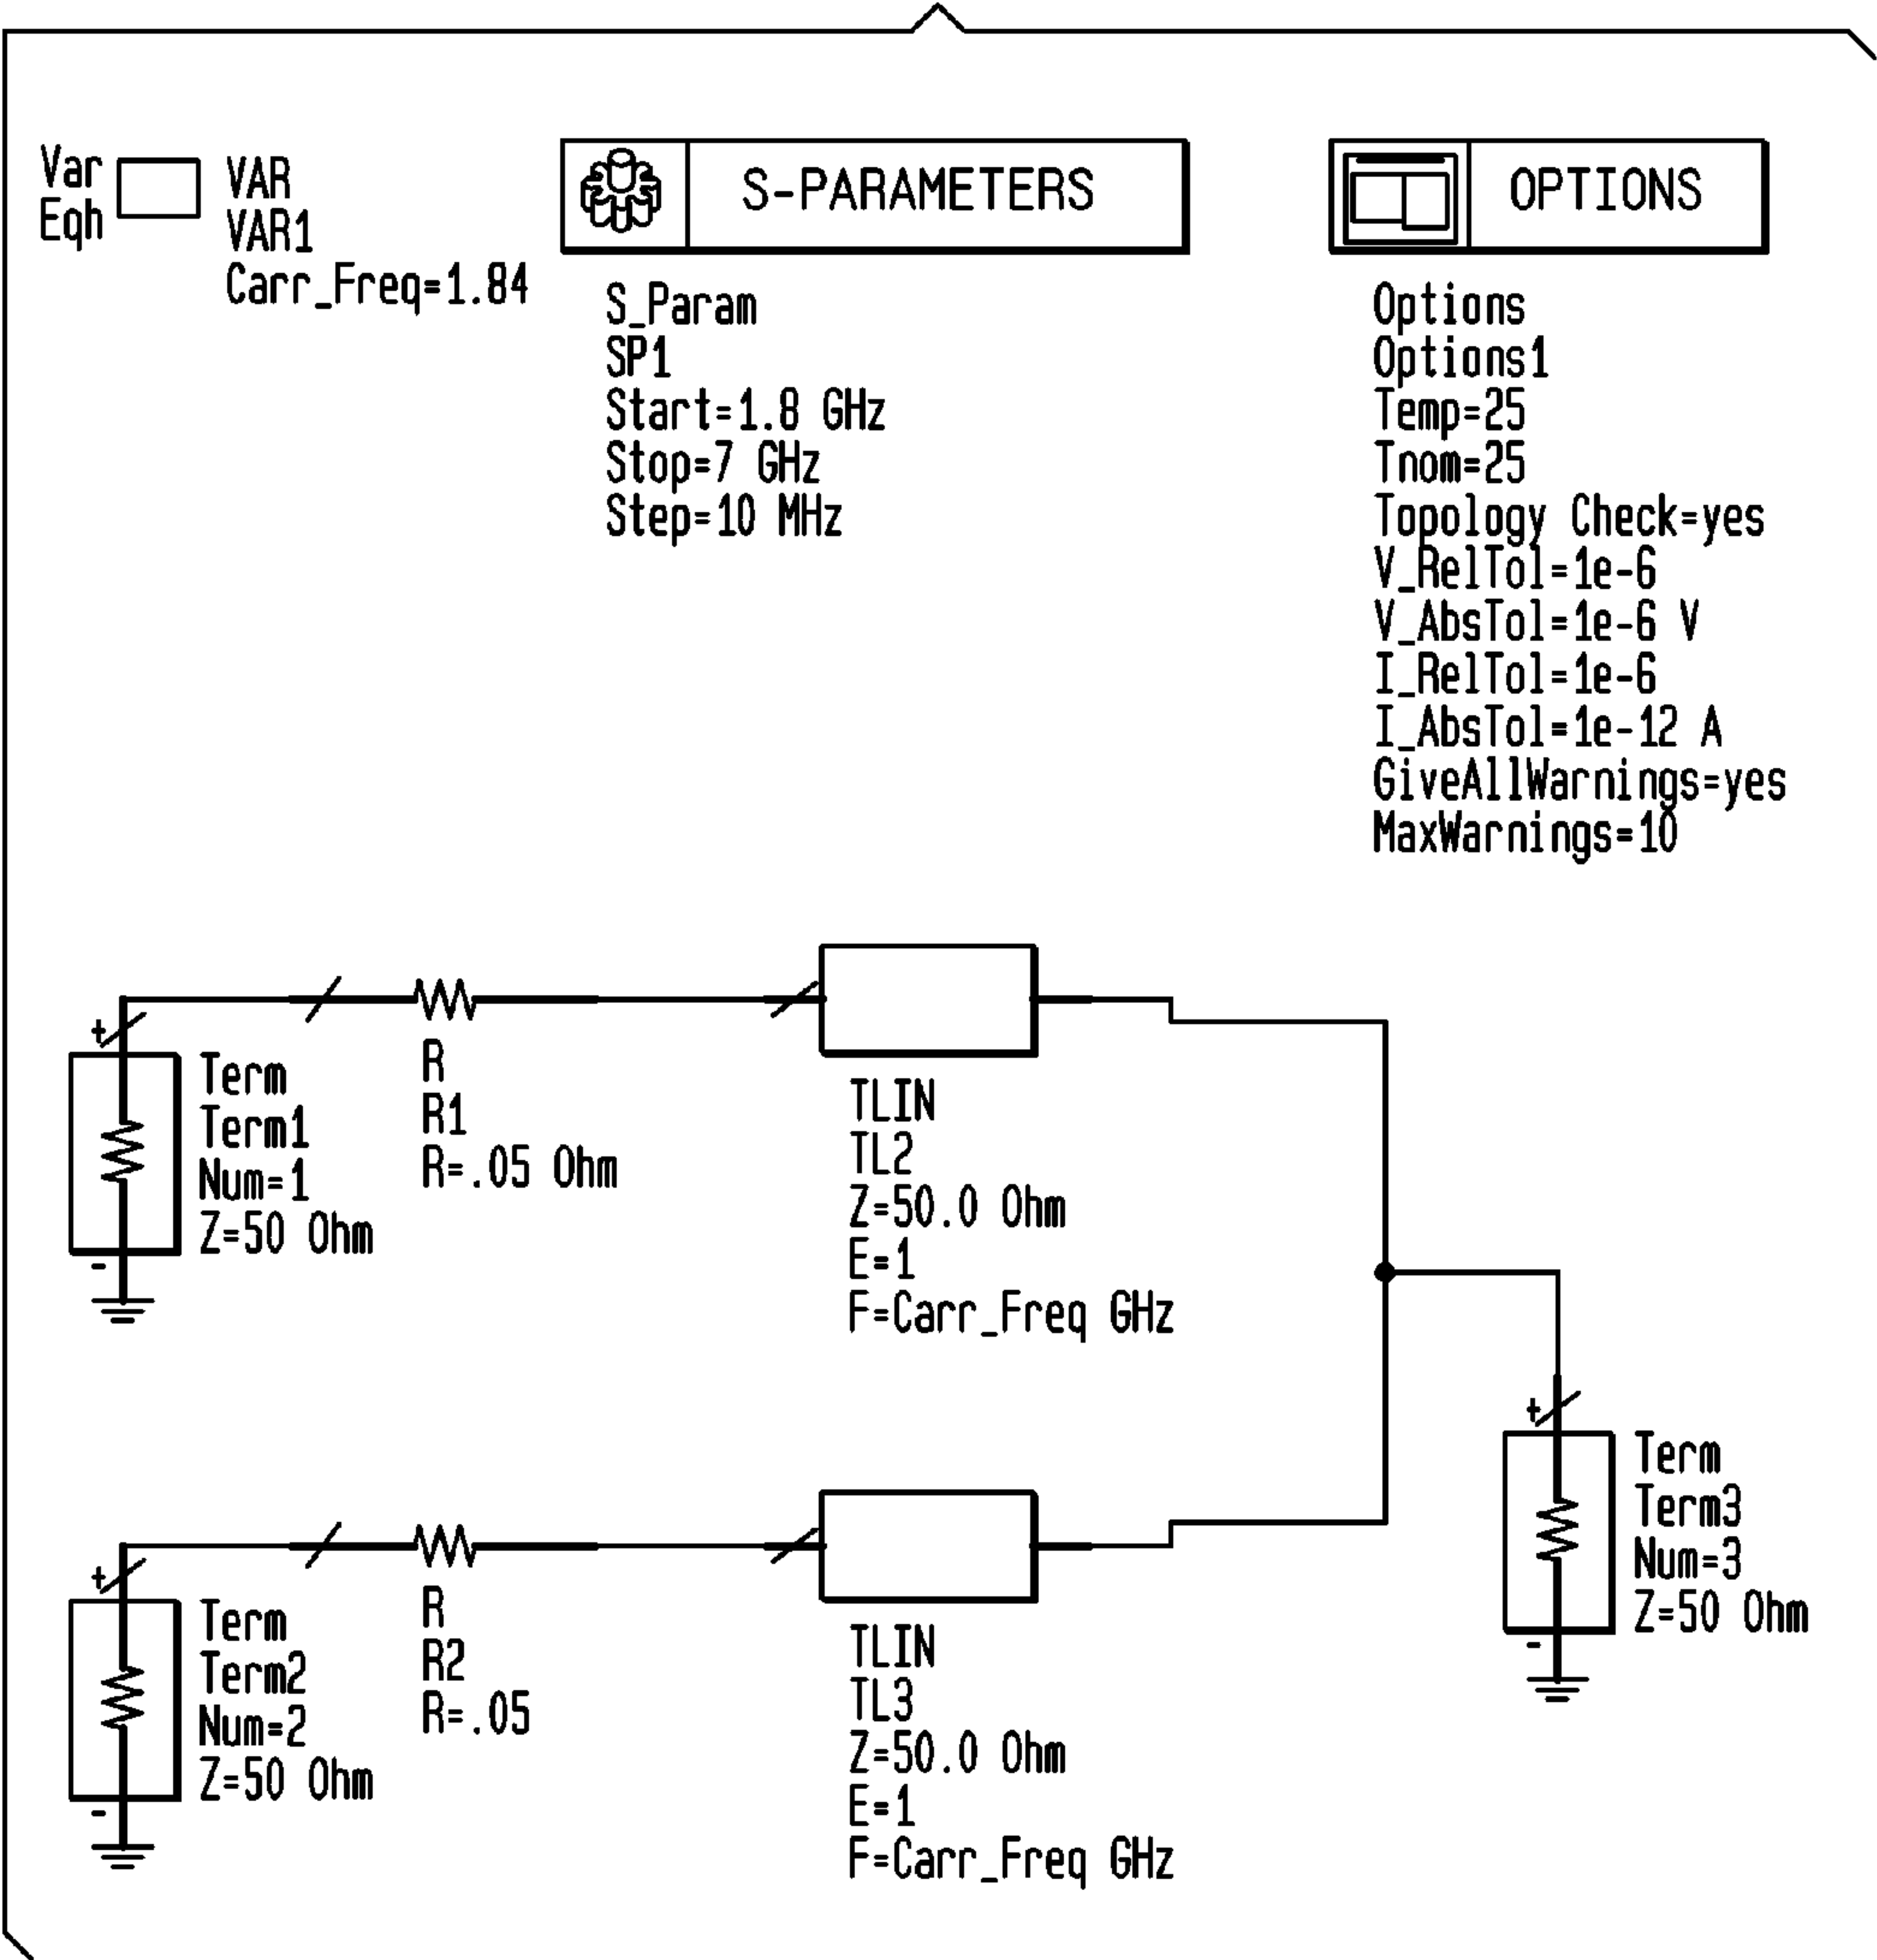 Var
Eqh
VAR
VAR1
Carr_Freq=1.84
S-PARAMETERS
S_Param
SP1
Start=1.8 GHz
Stop=7 GHz
Step=10 MHz
OPTIONS
Options
Options1
Temp=25
Tnom=25
Topology Check=yes
V_RelTol=1e-6
V_AbsTol=1e-6 V
I_RelTol=1e-6
I_AbsTol=1e-12 A
GiveAllWarnings=yes
MaxWarnings=10
+
-
Term
Term1
Num=1
Z=50 Ohm
R
R1
R=.05 Ohm
TLIN
TL2
Z=50.0 Ohm
E=1
F=Carr_Freq GHz
+
-
Term
Term2
Num=2
Z=50 Ohm
R
R2
R=.05
TLIN
TL3
Z=50.0 Ohm
E=1
F=Carr_Freq GHz
+
-
Term
Term3
Num=3
Z=50 Ohm